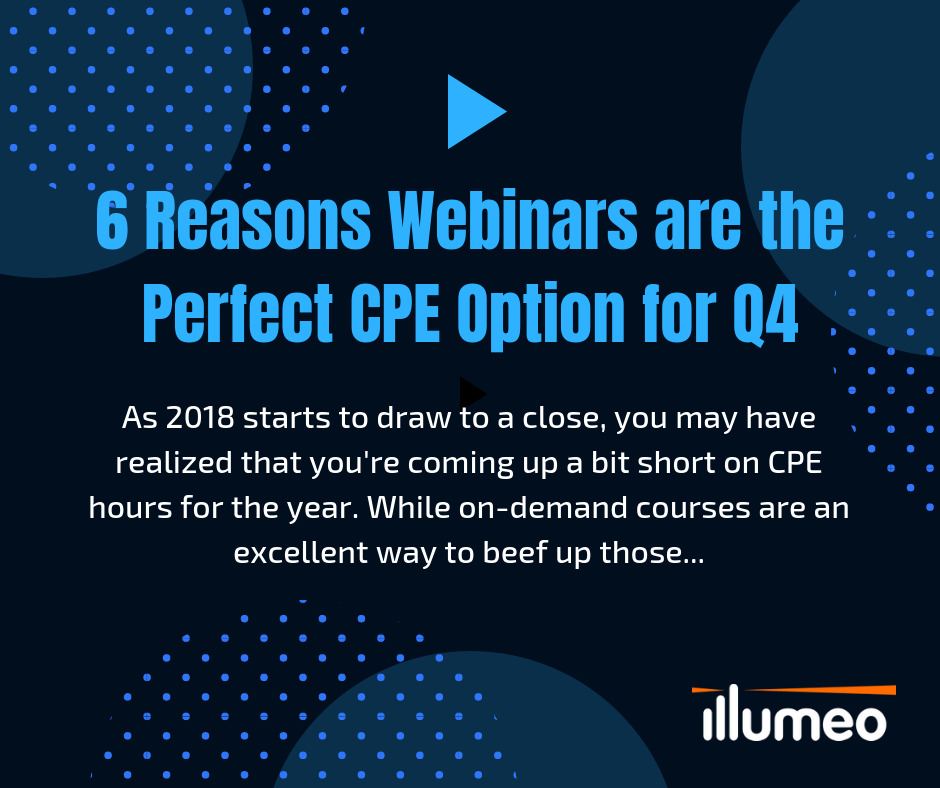 6 Reasons Webinars are the
Perfect CPE Option for Q4
As 2018 starts to draw to a close, you may have
realized that you're coming up a bit short on CPE
hours for the year. While on-demand courses are an
excellent way to beef up those...
illumeo